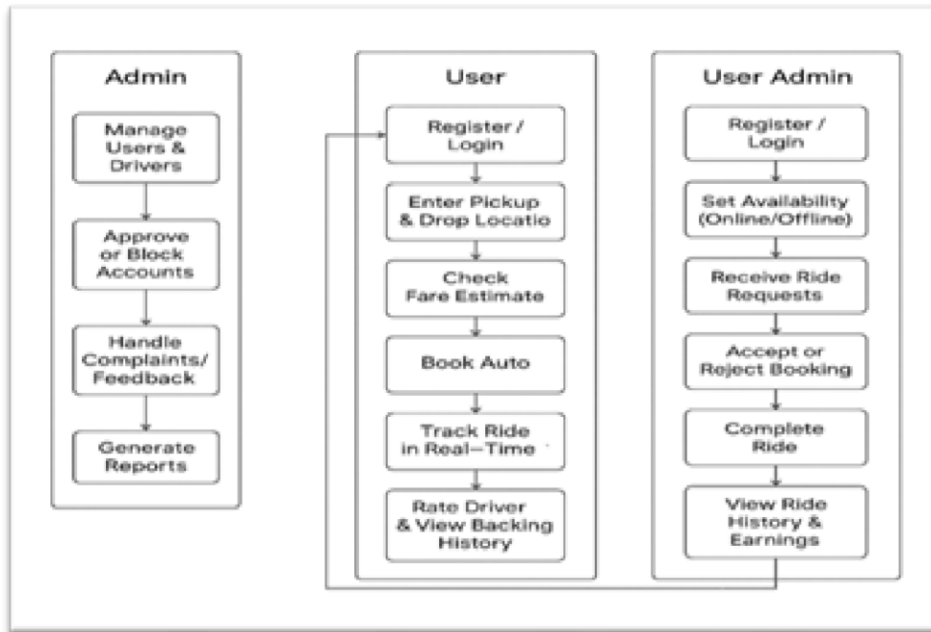 Admin
Manage
Users &
Drivers
Approve
or Block
Accounts
Handle
Complaints/
Feedback
Generate
Reports
User
Register /
Login
Enter Pickup
& Drop Locatio
Check
Fare Estimate
Book Auto
Track Ride
in Real-Time
Rate Driver
& View Backing
History
User Admin
Register /
Login
Set Availability
(Online/Offline)
Receive Ride
Requests
Accept or
Reject Booking
Complete
Ride
View Ride
History &
Earnings